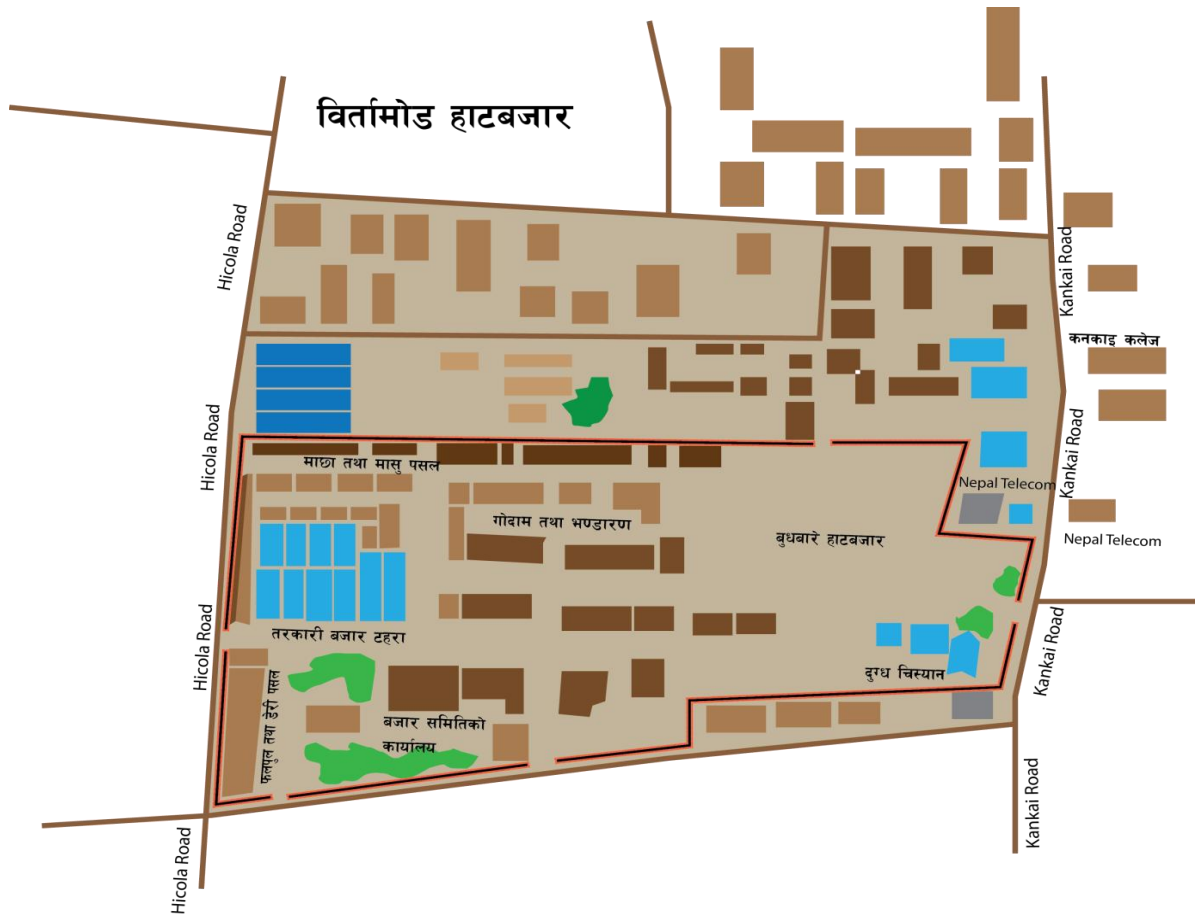 विर्तामोड हाटबजार
Hicola Road
Kankai Road
कनकाइ कलेज
Hicola Road
Kankai Road
माछा तथा मासु पसल
Nepal Telecom
गोदाम तथा भण्डारण
बुधबारे हाटबजार
Nepal Telecom
Hicola Road
तरकारी बजार टहरा
Kankai Road
दुग्ध चिस्यान
फलफुल तथा डेरी पसल
बजार समितिको
कार्यालय
Kankai Road
Hicola Road